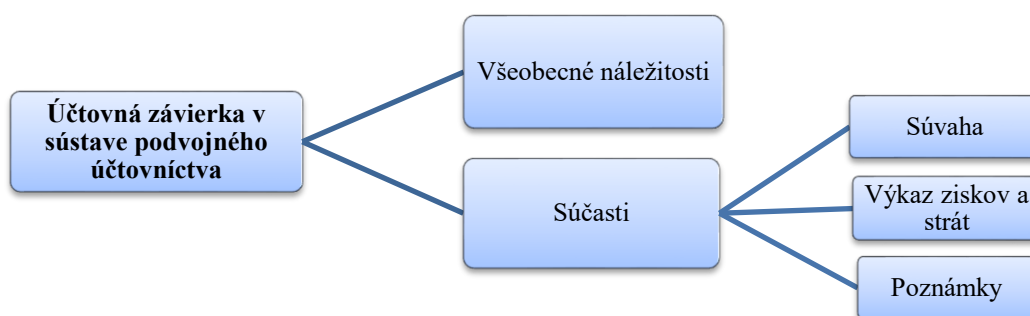 Účtovná závierka v
sústave podvojného
účtovníctva
Všeobecné náležitosti
Súčasti
Súvaha
Výkaz ziskov a
strát
Poznámky